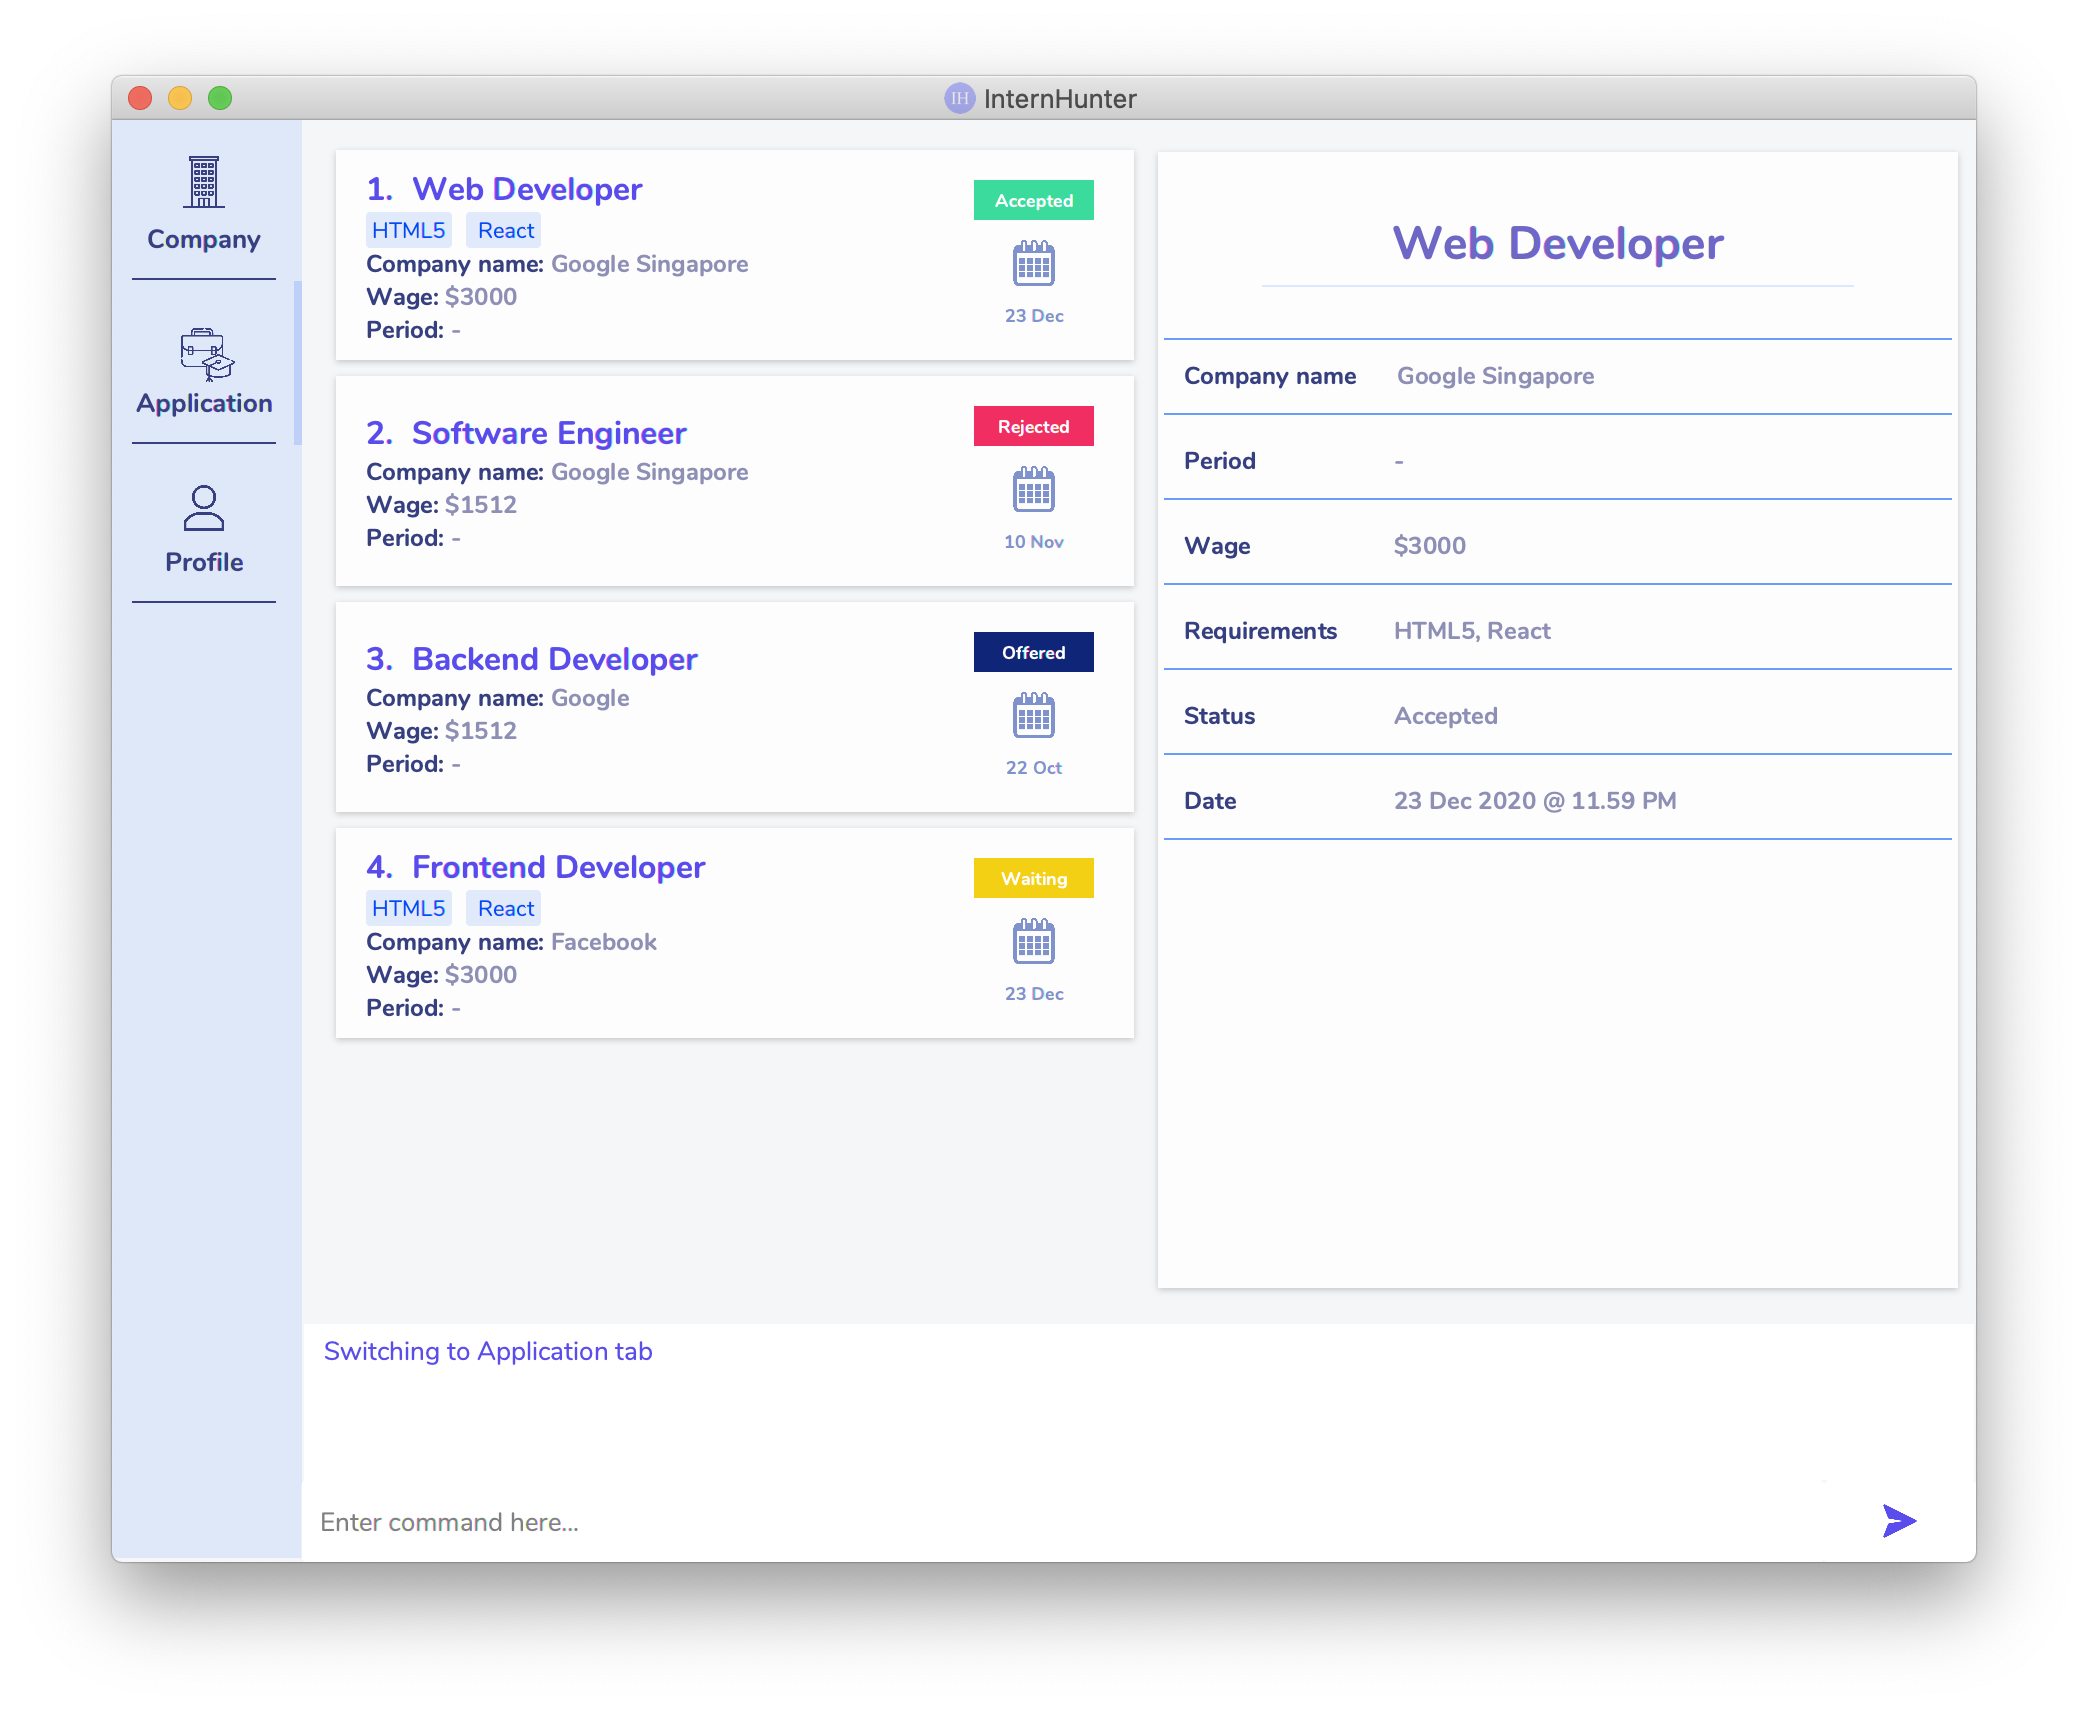 IH InternHunter
Company
Application
Profile
1. Web Developer
HTML5 React
Company name: Google Singapore
Wage: $3000
Period: -
Accepted
23 Dec
2. Software Engineer
Company name: Google Singapore
Wage: $1512
Period: -
Rejected
10 Nov
3. Backend Developer
Company name: Google
Wage: $1512
Period: -
Offered
22 Oct
4. Frontend Developer
HTML5 React
Company name: Facebook
Wage: $3000
Period: -
Waiting
23 Dec
Web Developer
Company name Google Singapore
Period -
Wage $3000
Requirements HTML5, React
Status Accepted
Date 23 Dec 2020 @ 11.59 PM
Switching to Application tab
Enter command here...